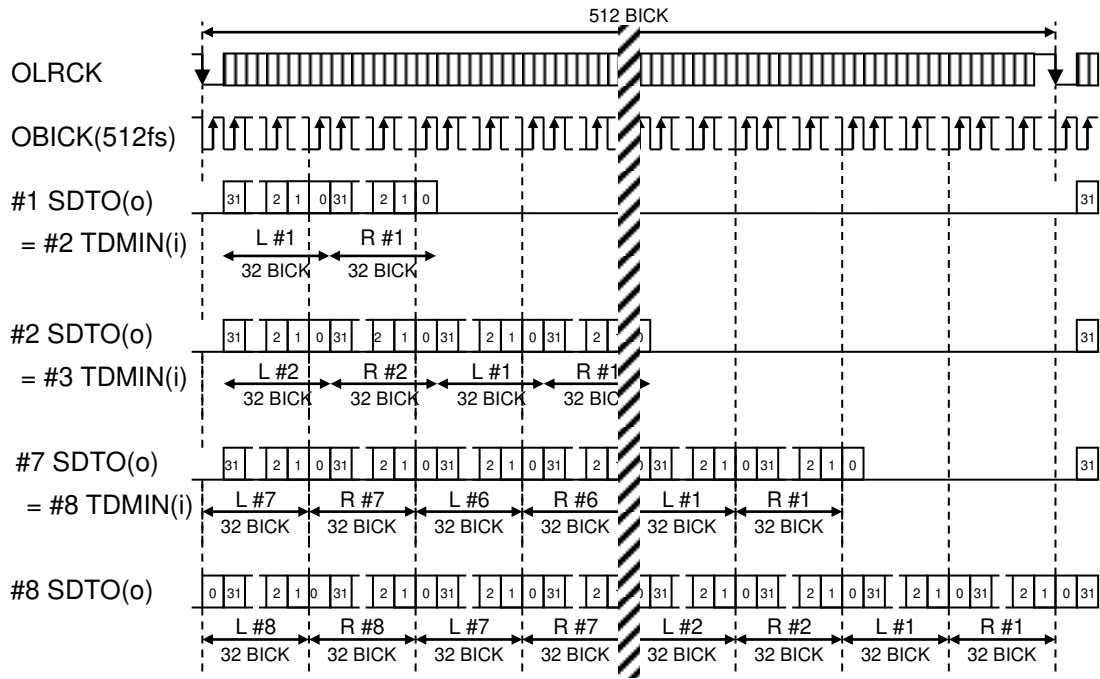 512 BICK
OLRCK
OBICK(512fs)
#1 SDTO(o)
31 2 1 0 31 2 1 0 31
= #2 TDMIN(i)
L #1 R #1
32 BICK 32 BICK
#2 SDTO(o)
31 2 1 0 31 2 1 0 31 2 1 0 31 2 0 31
= #3 TDMIN(i)
L #2 R #2 L #1 R #1
32 BICK 32 BICK 32 BICK 32 BICK
#7 SDTO(o)
31 2 1 0 31 2 1 0 31 2 1 0 31 2 0 31 2 1 0 31 2 1 0 31
= #8 TDMIN(i)
L #7 R #7 L #6 R #6 L #1 R #1
32 BICK 32 BICK 32 BICK 32 BICK 32 BICK 32 BICK
#8 SDTO(o)
0 31 2 1 0 31 2 1 0 31 2 1 0 31 2 0 31 2 1 0 31 2 1 0 31 2 1 0 31 2 1 0 31
L #8 R #8 L #7 R #7 L #2 R #2 L #1 R #1
32 BICK 32 BICK 32 BICK 32 BICK 32 BICK 32 BICK 32 BICK 32 BICK